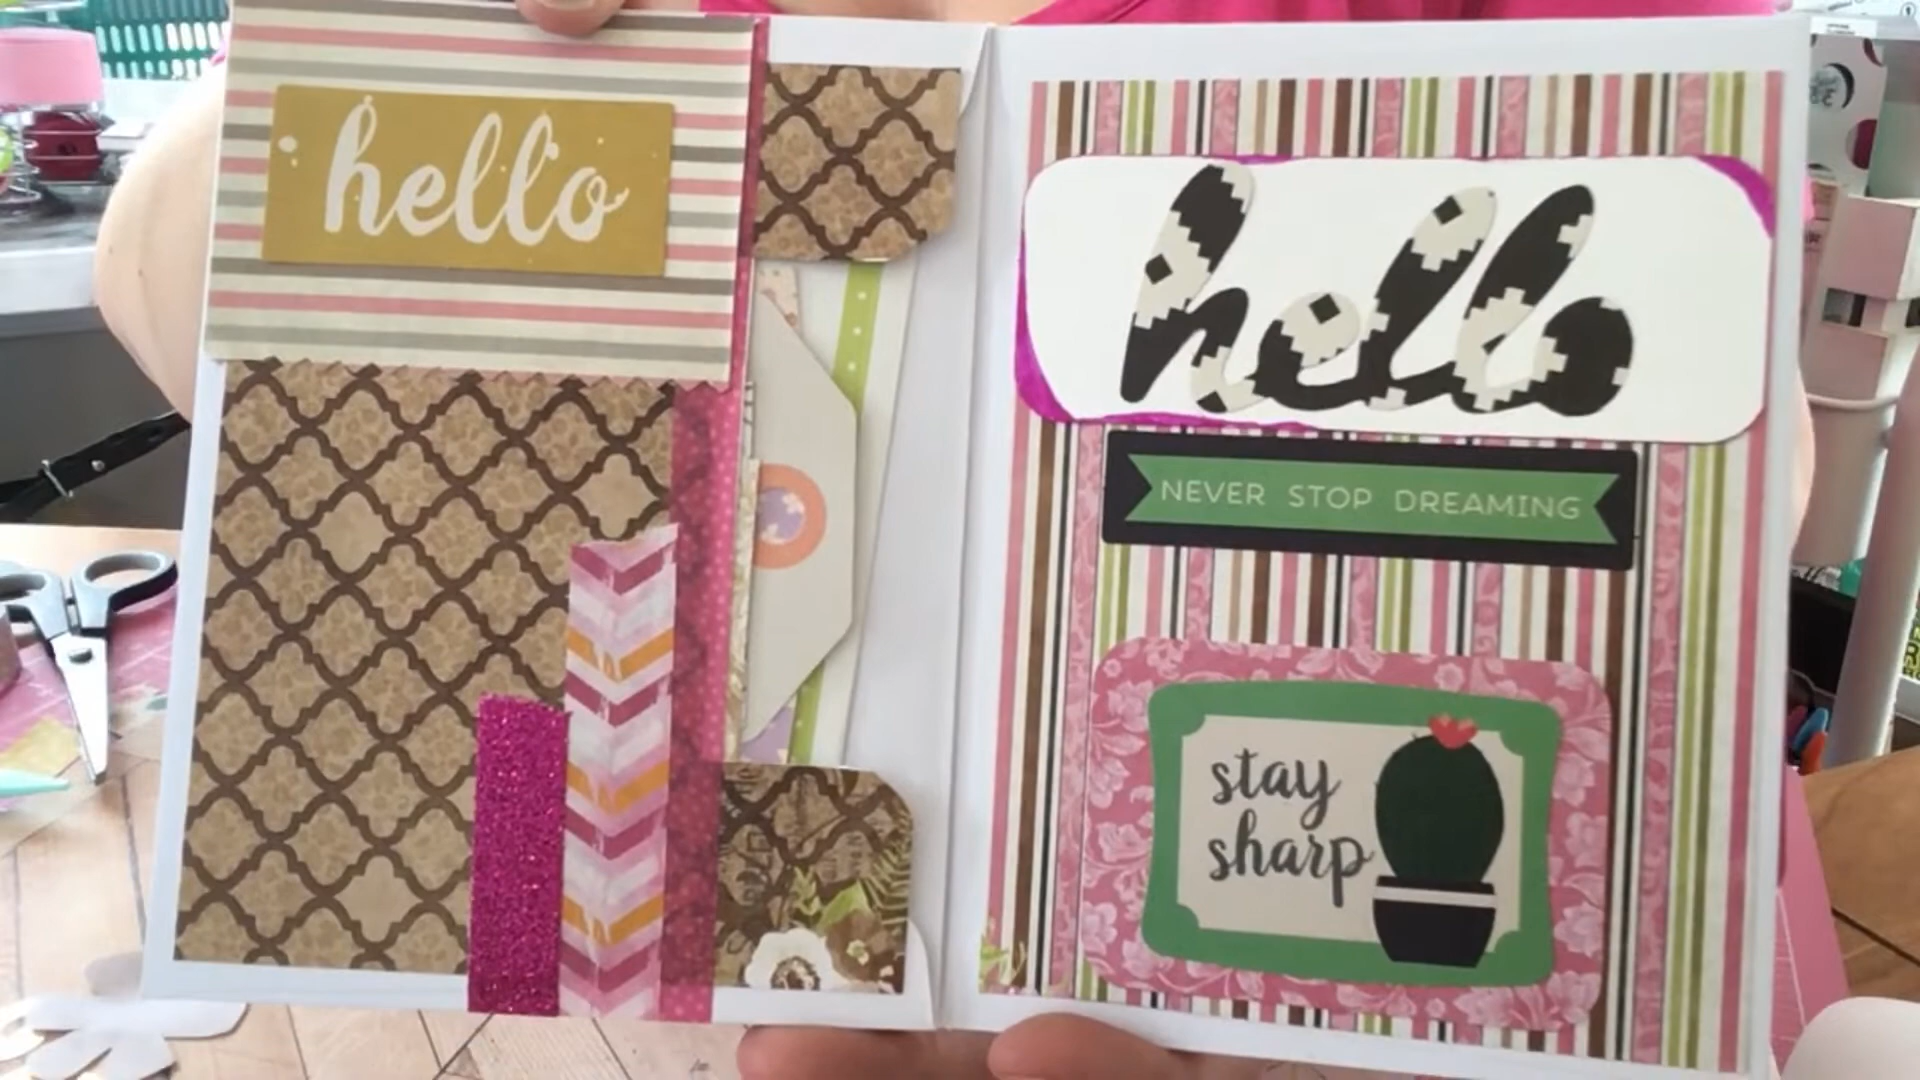 hello
hello
NEVER STOP DREAMING
stay
sharp